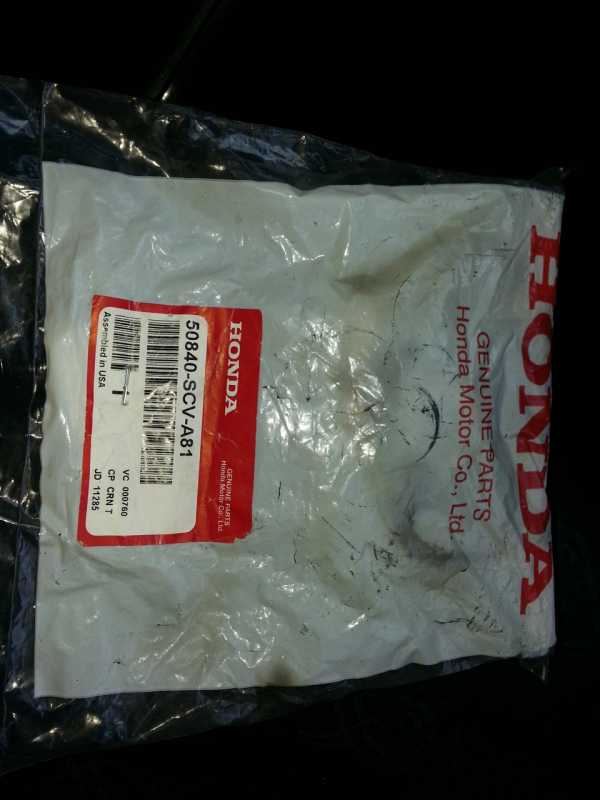 HONDA
GENUINE PARTS
Honda Motor Co., Ltd.
HONDA
GENUINE PARTS
Honda Motor Co., Ltd.
50840-SCV-A81
1
Assembled in USA
VC 000760
CP CRN T
JD 11285